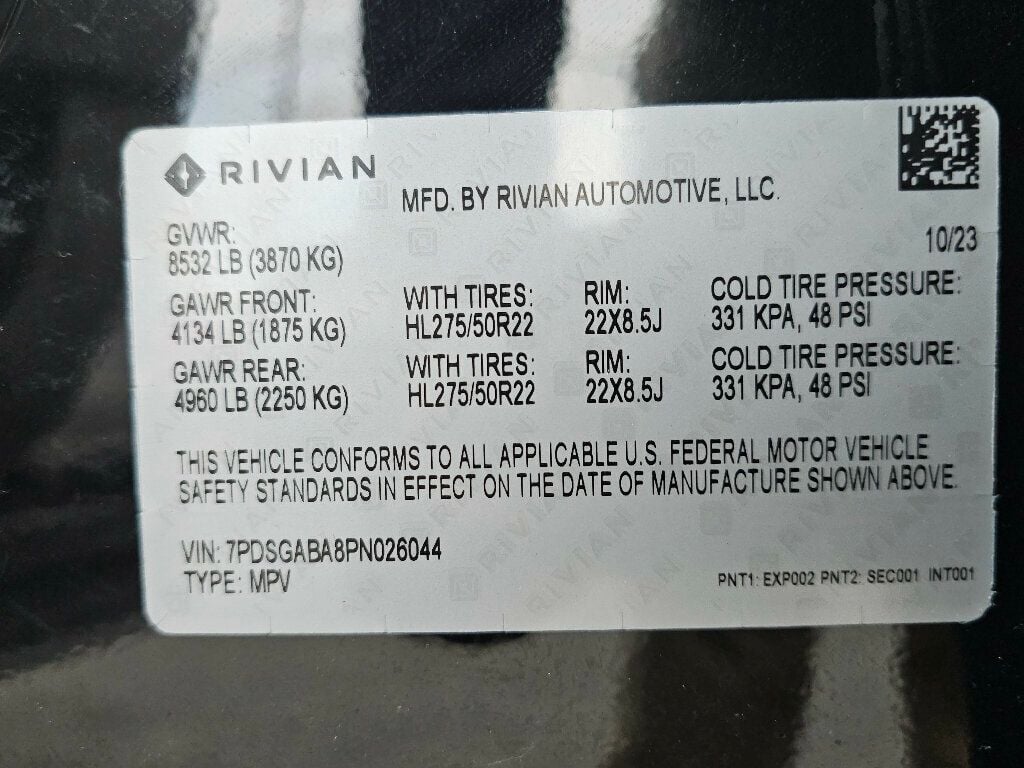 RIVIAN
MFD. BY RIVIAN AUTOMOTIVE, LLC.
GVWR:
8532 LB (3870 KG)
10/23
GAWR FRONT: WITH TIRES: RIM: COLD TIRE PRESSURE:
4134 LB (1875 KG) HL275/50R22 22X8.5J 331 KPA, 48 PSI
GAWR REAR: WITH TIRES: RIM: COLD TIRE PRESSURE:
4960 LB (2250 KG) HL275/50R22 22X8.5J 331 KPA, 48 PSI
THIS VEHICLE CONFORMS TO ALL APPLICABLE U.S. FEDERAL MOTOR VEHICLE
SAFETY STANDARDS IN EFFECT ON THE DATE OF MANUFACTURE SHOWN ABOVE.
VIN: 7PDSGABA8PN026044
TYPE: MPV
PNT1: EXP002 PNT2: SEC001 INT001